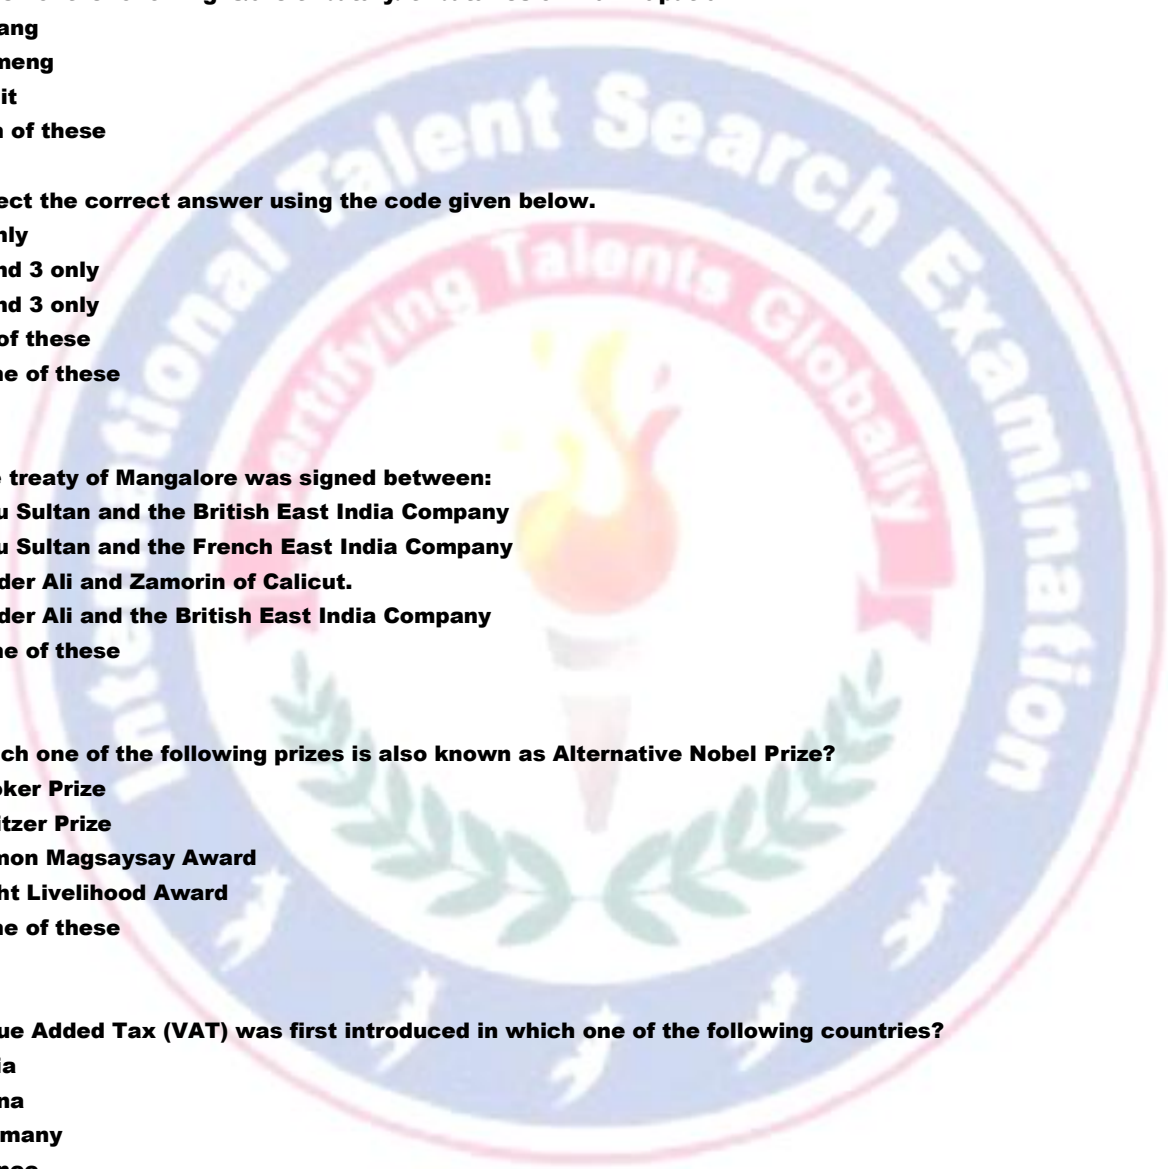 ang
meng
it
of these
ect the correct answer using the code given below.
nly
nd 3 only
nd 3 only
of these
ne of these
treaty of Mangalore was signed between:
u Sultan and the British East India Company
u Sultan and the French East India Company
der Ali and Zamorin of Calicut.
der Ali and the British East India Company
ne of these
ch one of the following prizes is also known as Alternative Nobel Prize?
oker Prize
itzer Prize
mon Magsaysay Award
ht Livelihood Award
ne of these
ue Added Tax (VAT) was first introduced in which one of the following countries?
ia
na
many
International Talent Search Examination
Certifying Talents Globally